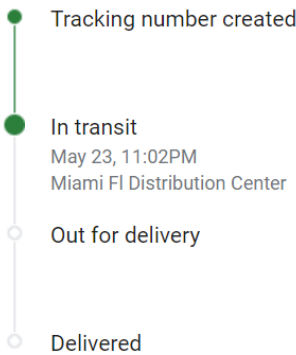 Tracking number created
In transit
May 23, 11:02PM
Miami Fl Distribution Center
Out for delivery
Delivered